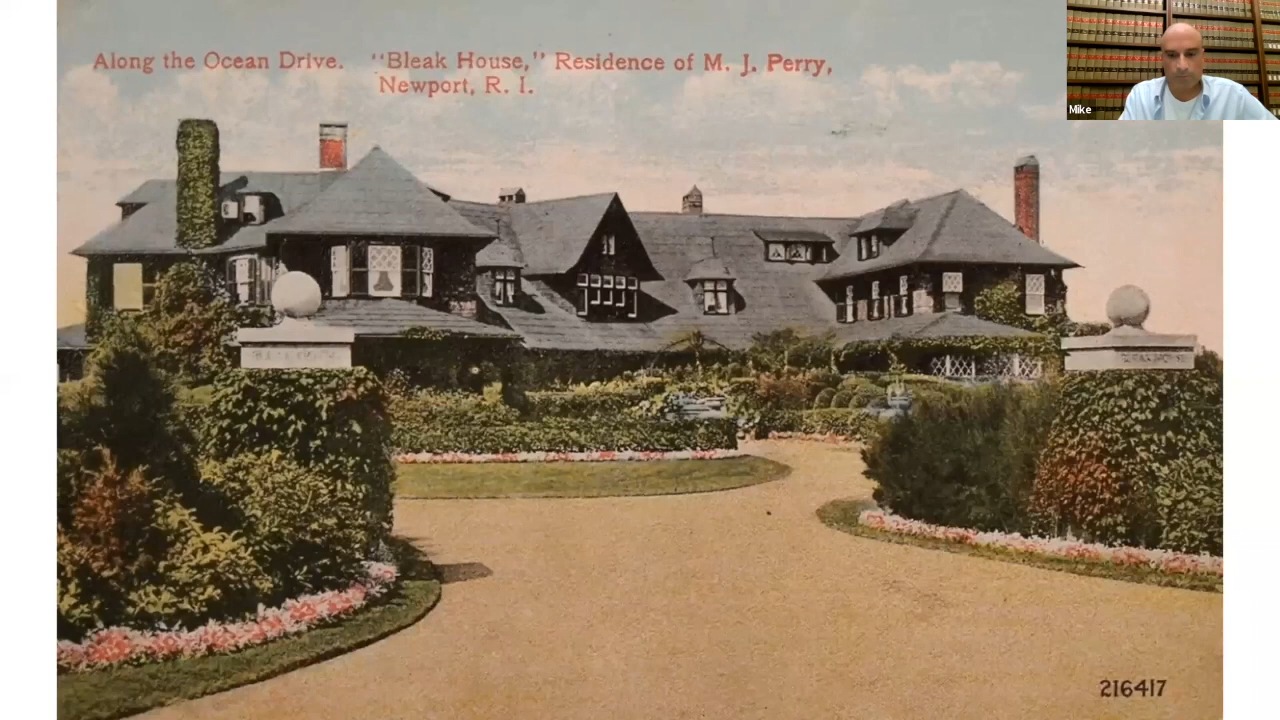 Along the Ocean Drive. "Bleak House," Residence of M. J. Perry,
Newport, R. I.
Mike
216417